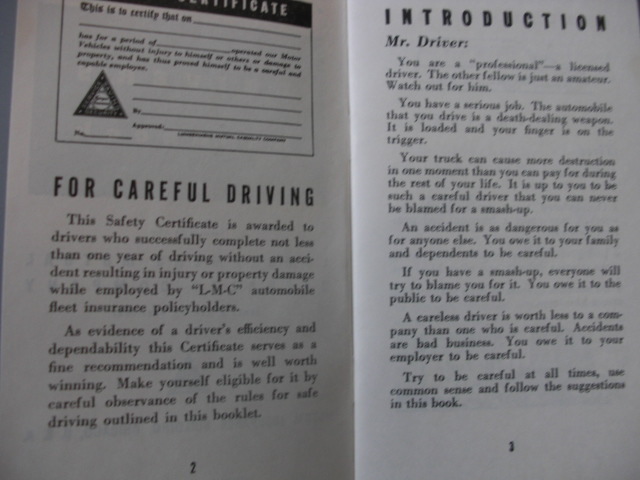 CERTIFICATE
This is to certify that on
has for a period of operated our Motor
Vehicles without injury to himself or others or damage to
property, and has thus proved himself to be a careful and
capable employee.
By
Approved:
No.
LUMBERMENS MUTUAL CASUALTY COMPANY
FOR CAREFUL DRIVING
This Safety Certificate is awarded to
drivers who successfully complete not less
than one year of driving without an acci-
dent resulting in injury or property damage
while employed by "L-M-C" automobile
fleet insurance policyholders.
As evidence of a driver's efficiency and
dependability this Certificate serves as a
fine recommendation and is well worth
winning. Make yourself eligible for it by
careful observance of the rules for safe
driving outlined in this booklet.
2
INTRODUCTION
Mr. Driver:
You are a "professional"—a licensed
driver. The other fellow is just an amateur.
Watch out for him.
You have a serious job. The automobile
that you drive is a death-dealing weapon.
It is loaded and your finger is on the
trigger.
Your truck can cause more destruction
in one moment than you can pay for during
the rest of your life. It is up to you to be
such a careful driver that you can never
be blamed for a smash-up.
An accident is as dangerous for you as
for anyone else. You owe it to your family
and dependents to be careful.
If you have a smash-up, everyone will
try to blame you for it. You owe it to the
public to be careful.
A careless driver is worth less to a com-
pany than one who is careful. Accidents
are bad business. You owe it to your
employer to be careful.
Try to be careful at all times, use
common sense and follow the suggestions
in this book.
3